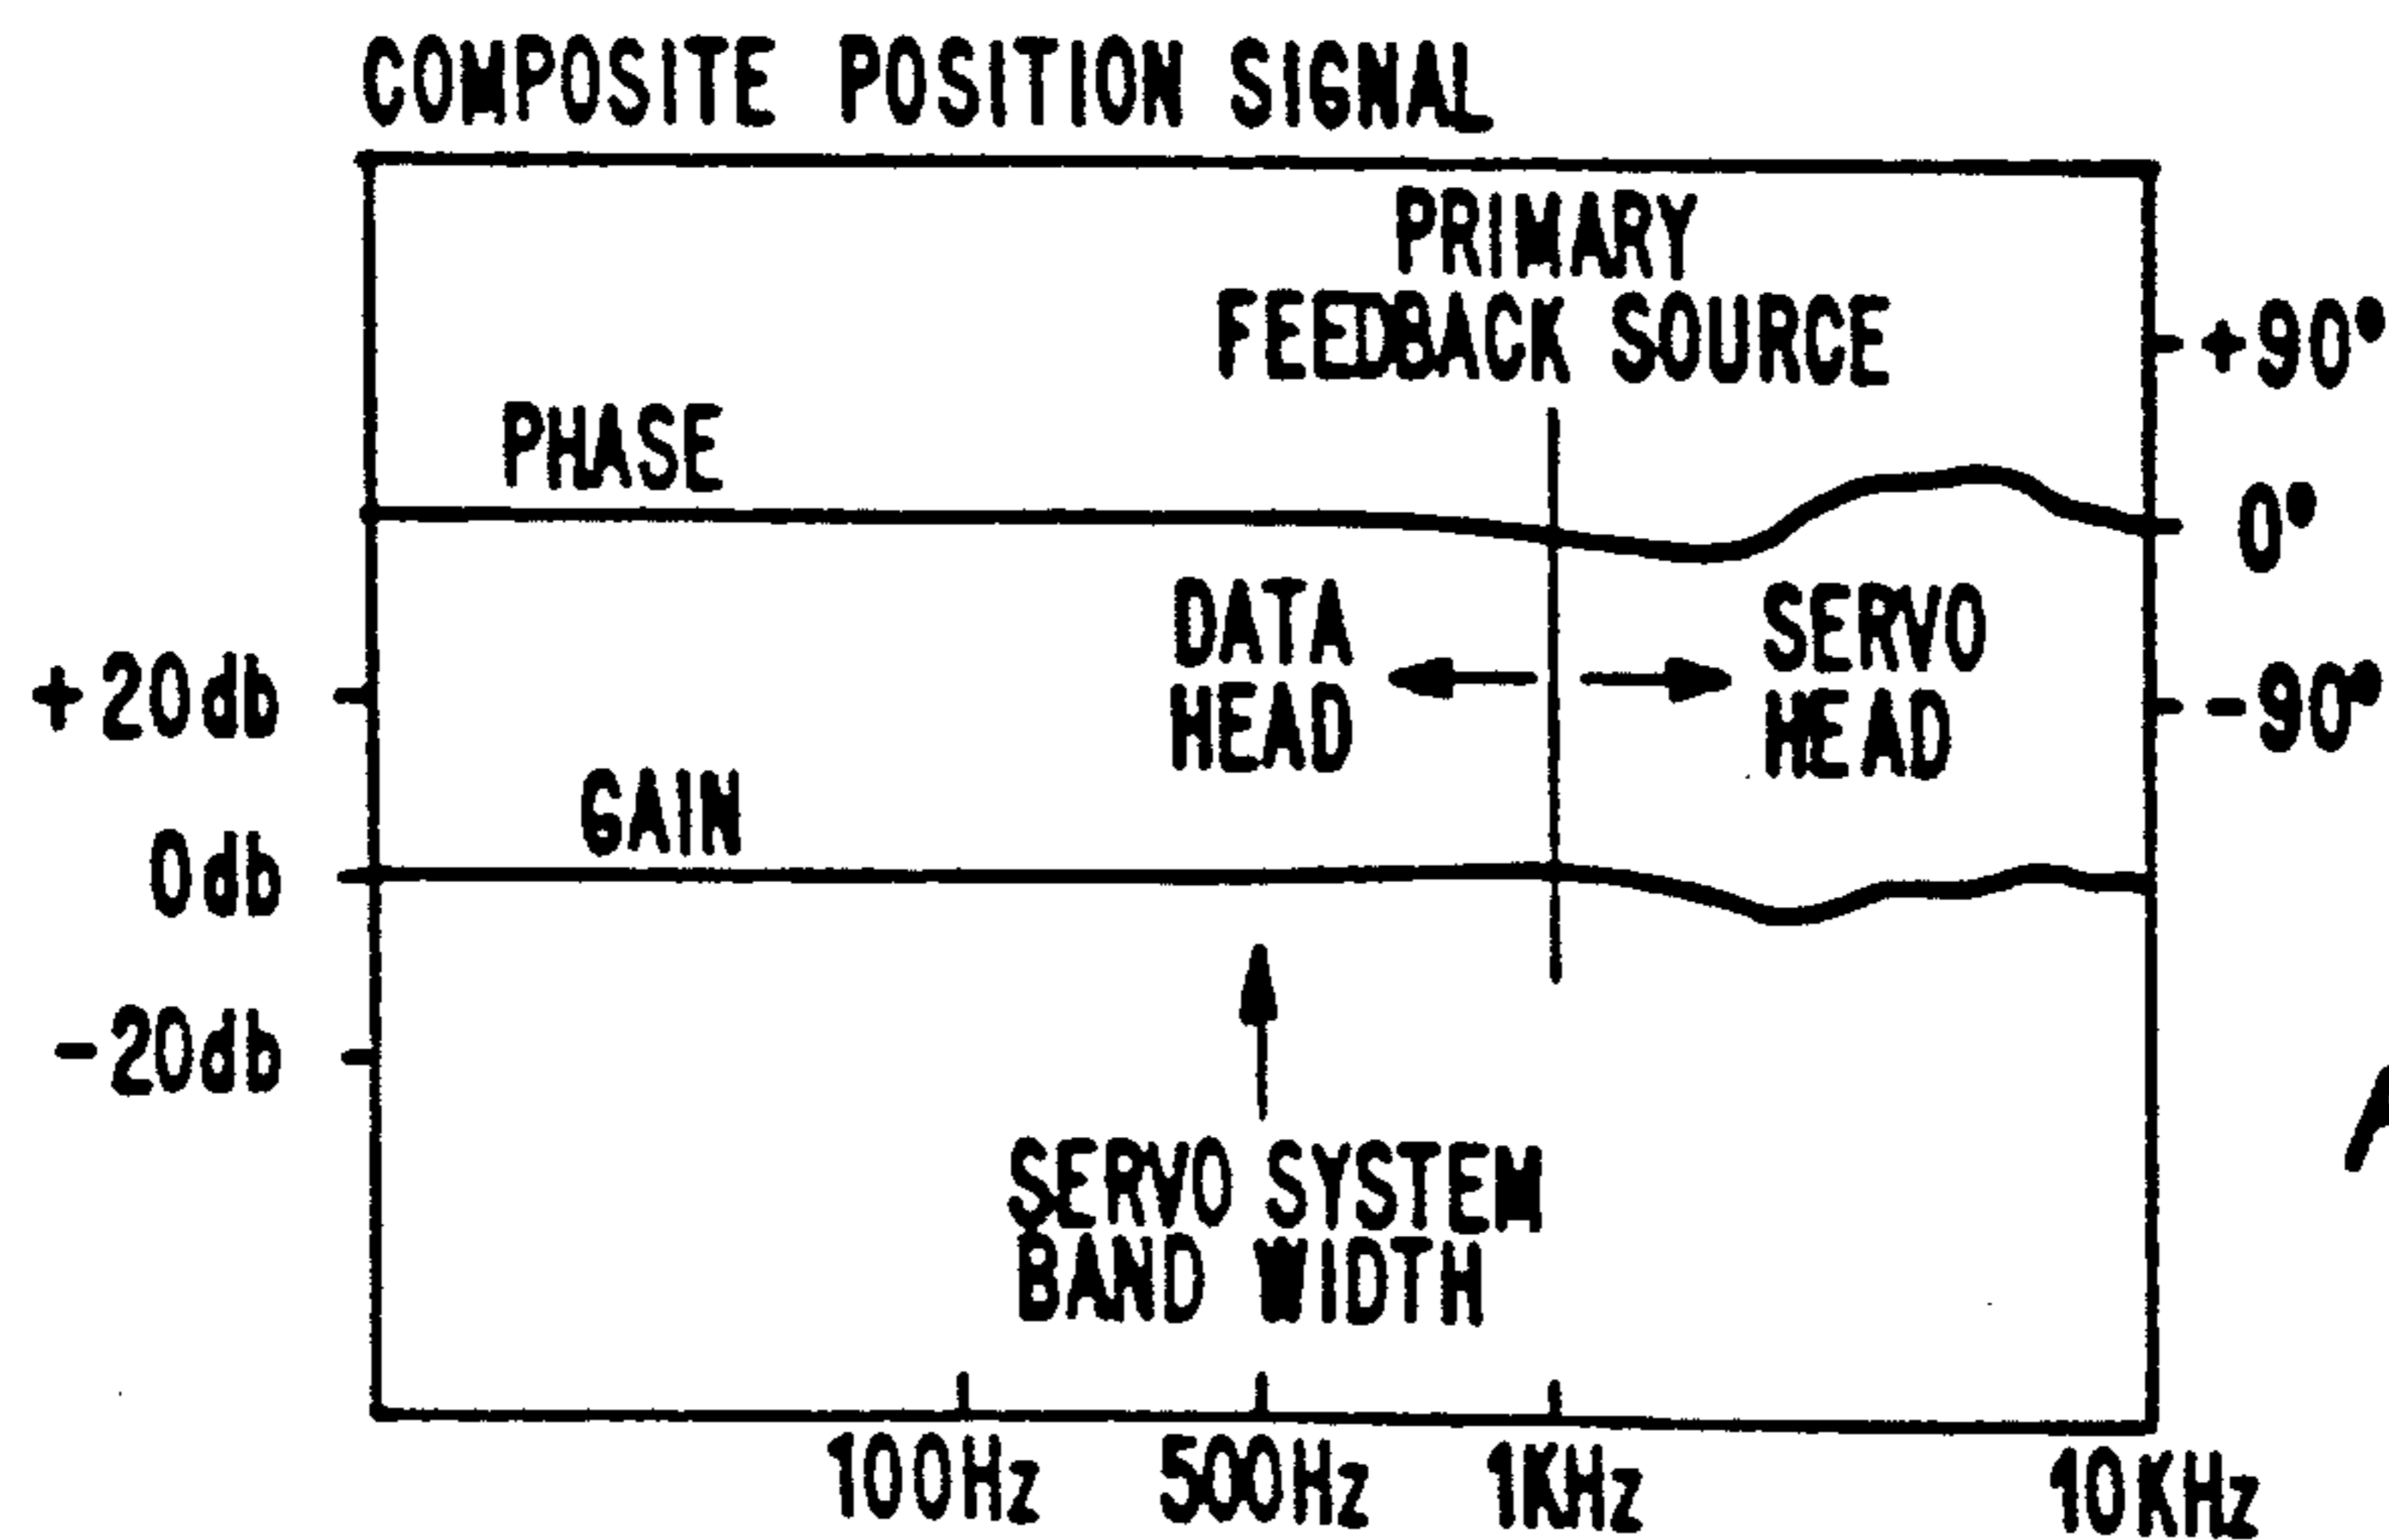 COMPOSITE POSITION SIGNAL
PRIMARY
FEEDBACK SOURCE
+90°
PHASE
0°
DATA
HEAD
SERVO
HEAD
+20db
-90°
GAIN
0db
-20db
SERVO SYSTEM
BAND WIDTH
100Hz 500Hz 1KHz 10KHz